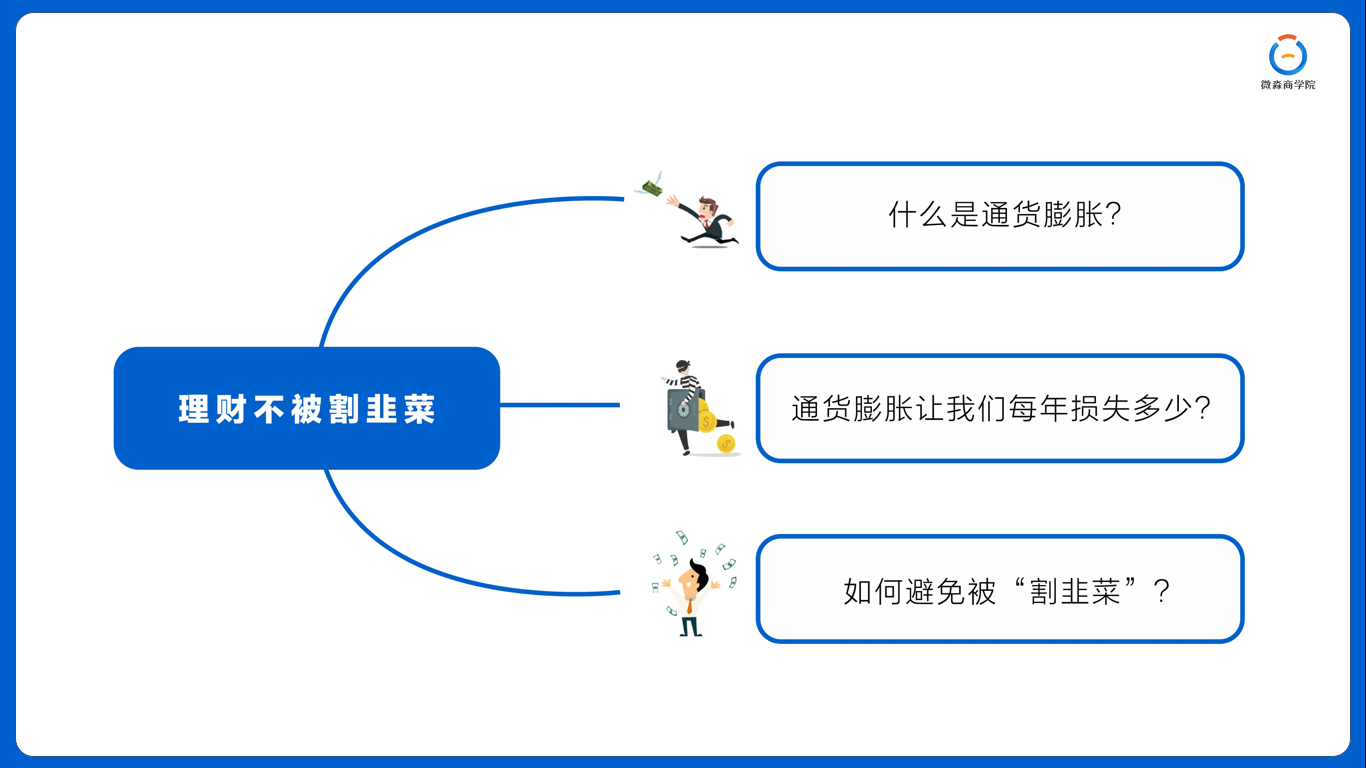 微淼商学院
什么是通货膨胀？
理财不被割韭菜
通货膨胀让我们每年损失多少？
如何避免被“割韭菜”？